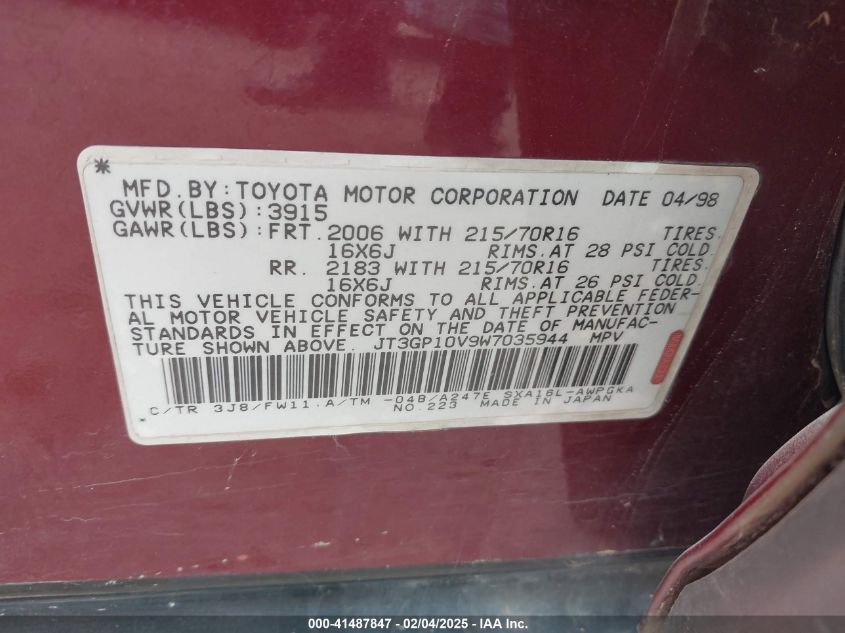 * MFD.BY:TOYOTA MOTOR CORPORATION DATE 04/98
GVWR(LBS):3915
GAWR(LBS):FRT.2006 WITH 215/70R16 TIRES.
16X6J RIMS.AT 28 PSI COLD.
RR. 2183 WITH 215/70R16 TIRES.
16X6J RIMS.AT 26 PSI COLD.
THIS VEHICLE CONFORMS TO ALL APPLICABLE FEDER-
AL MOTOR VEHICLE SAFETY AND THEFT PREVENTION
STANDARDS IN EFFECT ON THE DATE OF MANUFAC-
TURE SHOWN ABOVE. JT3GP10V9W7035944 MPV
C/TR 3J8/FW11.A/TM -04B/A247E SXA16L-AWPGKA
NO.223 MADE IN JAPAN
000-41487847 - 02/04/2025 - IAA Inc.